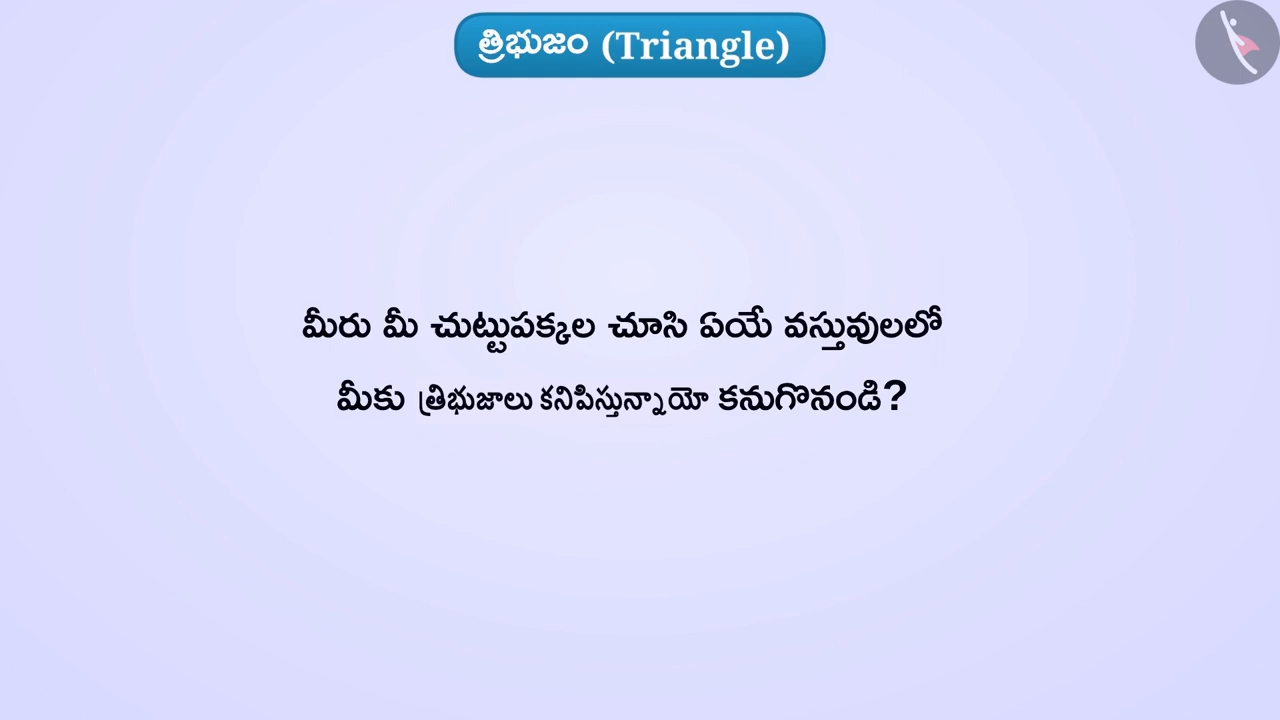 త్రిభుజం (Triangle)
మీరు మీ చుట్టుపక్కల చూసి ఏయే వస్తువులలో
మీకు త్రిభుజాలు కనిపిస్తున్నాయో కనుగొనండి?